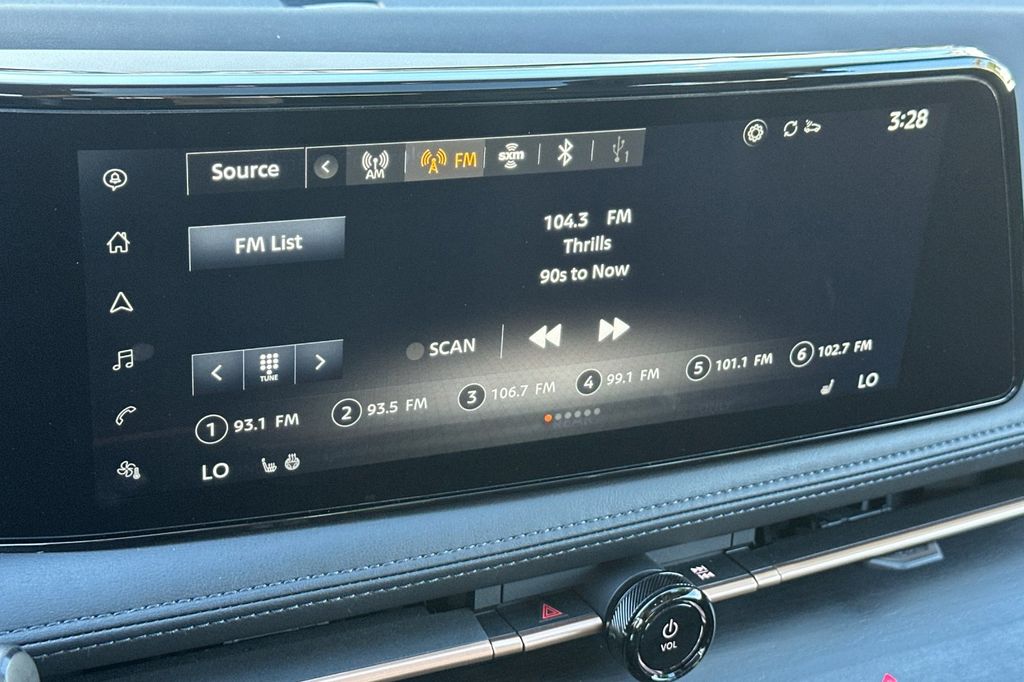 3:28
Source
AM
A FM
sxm
1
FM List
104.3 FM
Thrills
90s to Now
TUNE
SCAN
1 93.1 FM
2 93.5 FM
3 106.7 FM
4 99.1 FM
5 101.1 FM
6 102.7 FM
LO
LO
VOL